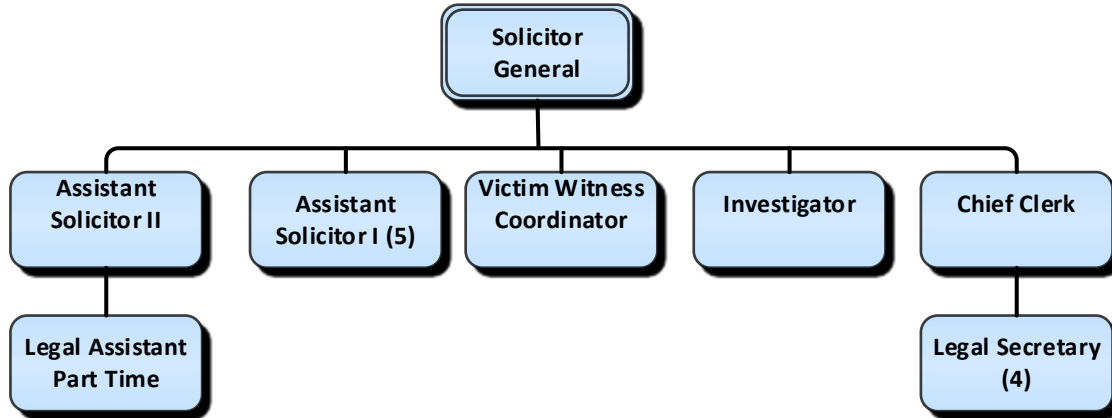 Solicitor
General
Assistant
Solicitor II
Assistant
Solicitor I (5)
Victim Witness
Coordinator
Investigator
Chief Clerk
Legal Assistant
Part Time
Legal Secretary
(4)